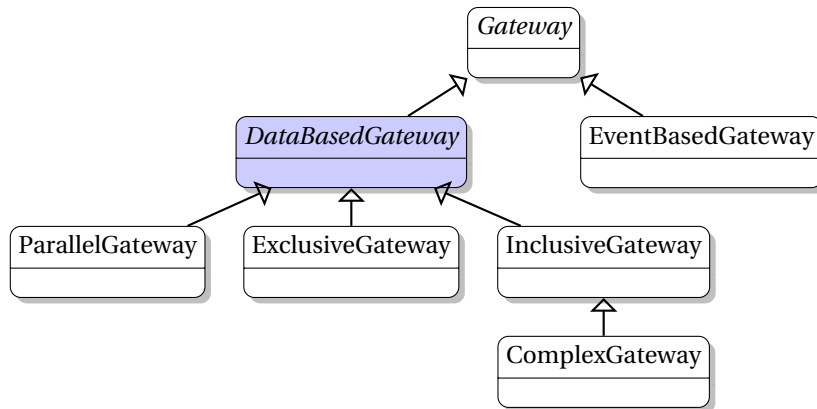 Gateway
DataBasedGateway
EventBasedGateway
ParallelGateway
ExclusiveGateway
InclusiveGateway
ComplexGateway